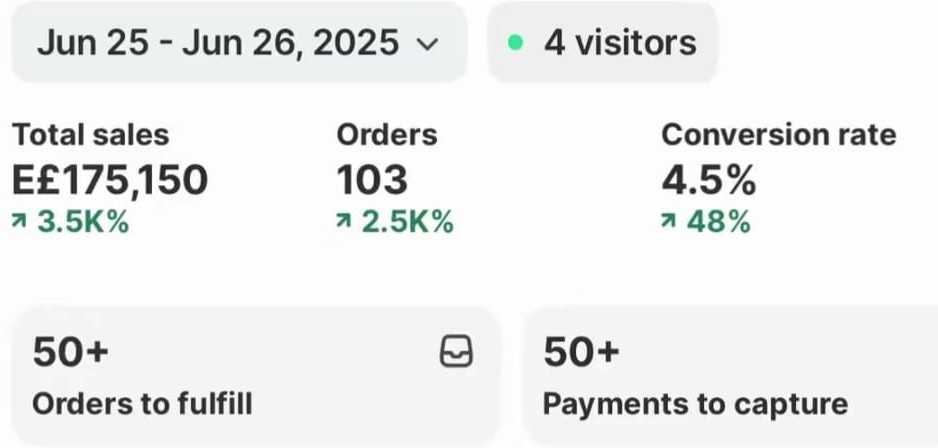 Jun 25 - Jun 26, 2025
4 visitors
Total sales
E£175,150
3.5K%
Orders
103
2.5K%
Conversion rate
4.5%
48%
50+
Orders to fulfill
50+
Payments to capture